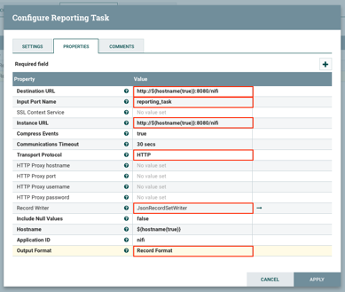 Configure Reporting Task
SETTINGS PROPERTIES COMMENTS
Required field
Property Value
Destination URL http://${hostname(true)}:8080/nifi
Input Port Name reporting_task
SSL Context Service No value set
Instance URL http://${hostname(true)}:8080/nifi
Compress Events true
Communications Timeout 30 secs
Transport Protocol HTTP
HTTP Proxy hostname No value set
HTTP Proxy port No value set
HTTP Proxy username No value set
HTTP Proxy password No value set
Record Writer JsonRecordSetWriter
Include Null Values false
Hostname ${hostname(true)}
Application ID nifi
Output Format Record Format
CANCEL APPLY